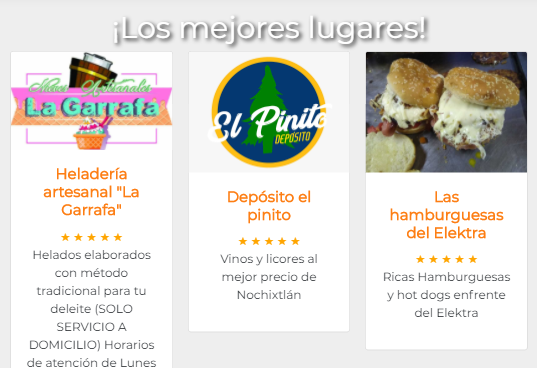 ¡Los mejores lugares!
Nieves Artesanales
La Garrafa
Heladería
artesanal "La
Garrafa"
Helados elaborados
con método
tradicional para tu
deleite (SOLO
SERVICIO A
DOMICILIO) Horarios
de atención de Lunes
El Pinito
DEPOSITO
Depósito el
pinito
Vinos y licores al
mejor precio de
Nochixtlán
Las
hamburguesas
del Elektra
Ricas Hamburguesas
y hot dogs enfrente
del Elektra